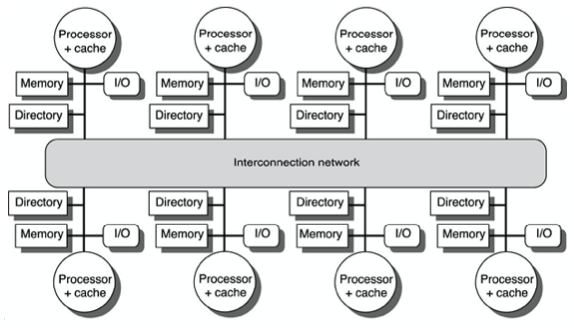 Processor
+ cache
Processor
+ cache
Processor
+ cache
Processor
+ cache
Memory
I/O
Memory
I/O
Memory
I/O
Memory
I/O
Directory
Directory
Directory
Directory
Interconnection network
Directory
Directory
Directory
Directory
Memory
I/O
Memory
I/O
Memory
I/O
Memory
I/O
Processor
+ cache
Processor
+ cache
Processor
+ cache
Processor
+ cache